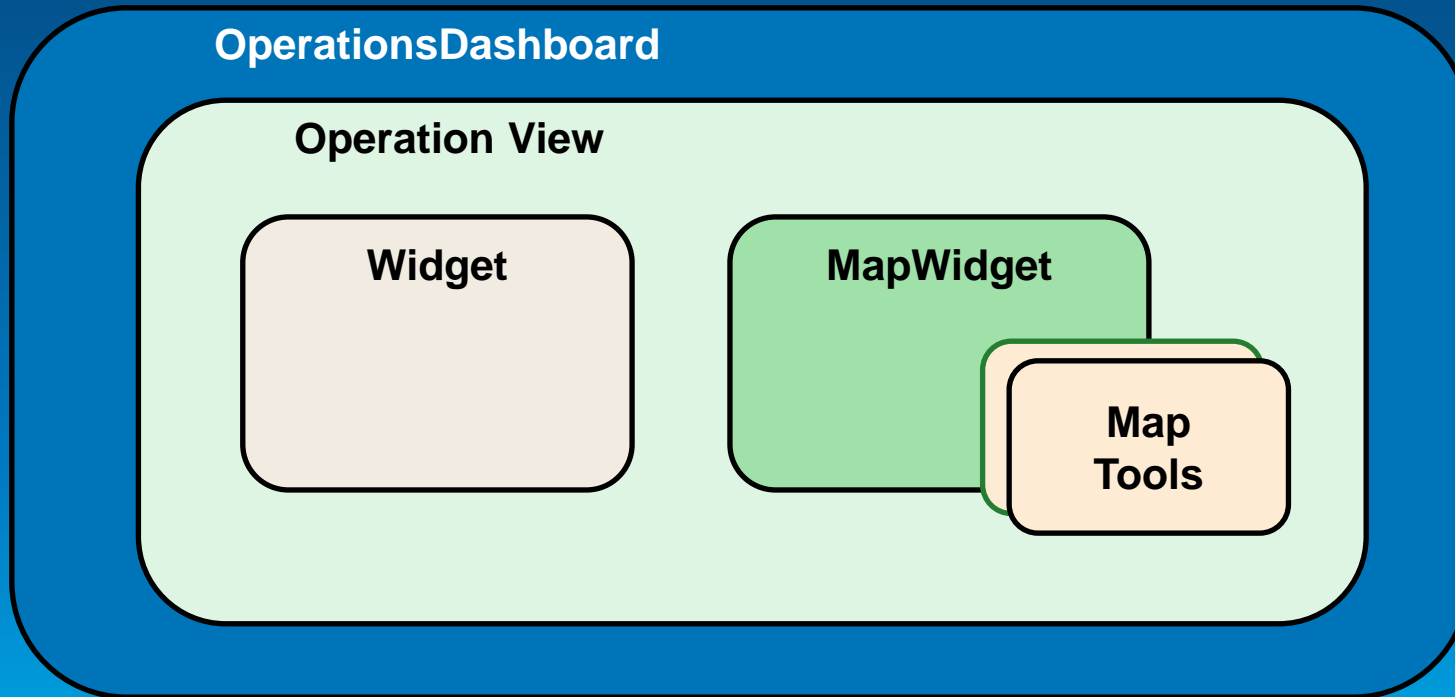 OperationsDashboard
Operation View
Widget
MapWidget
Map
Tools